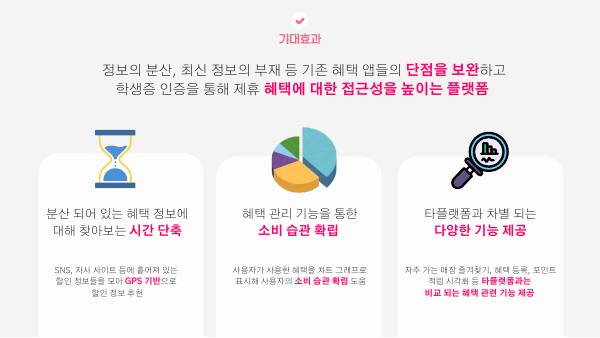 기대효과
정보의 분산, 최신 정보의 부재 등 기존 혜택 앱들의 단점을 보완하고
학생증 인증을 통해 제휴 혜택에 대한 접근성을 높이는 플랫폼
분산 되어 있는 혜택 정보에
대해 찾아보는 시간 단축
SNS, 자사 사이트 등에 흩어져 있는
할인 정보들을 모아 GPS 기반으로
할인 정보 추천
혜택 관리 기능을 통한
소비 습관 확립
사용자가 사용한 혜택을 차트 그래프로
표시해 사용자의 소비 습관 확립 도움
타플랫폼과 차별 되는
다양한 기능 제공
자주 가는 매장 즐겨찾기, 혜택 등록, 포인트
적립 시각화 등 타플랫폼과는
비교 되는 혜택 관련 기능 제공